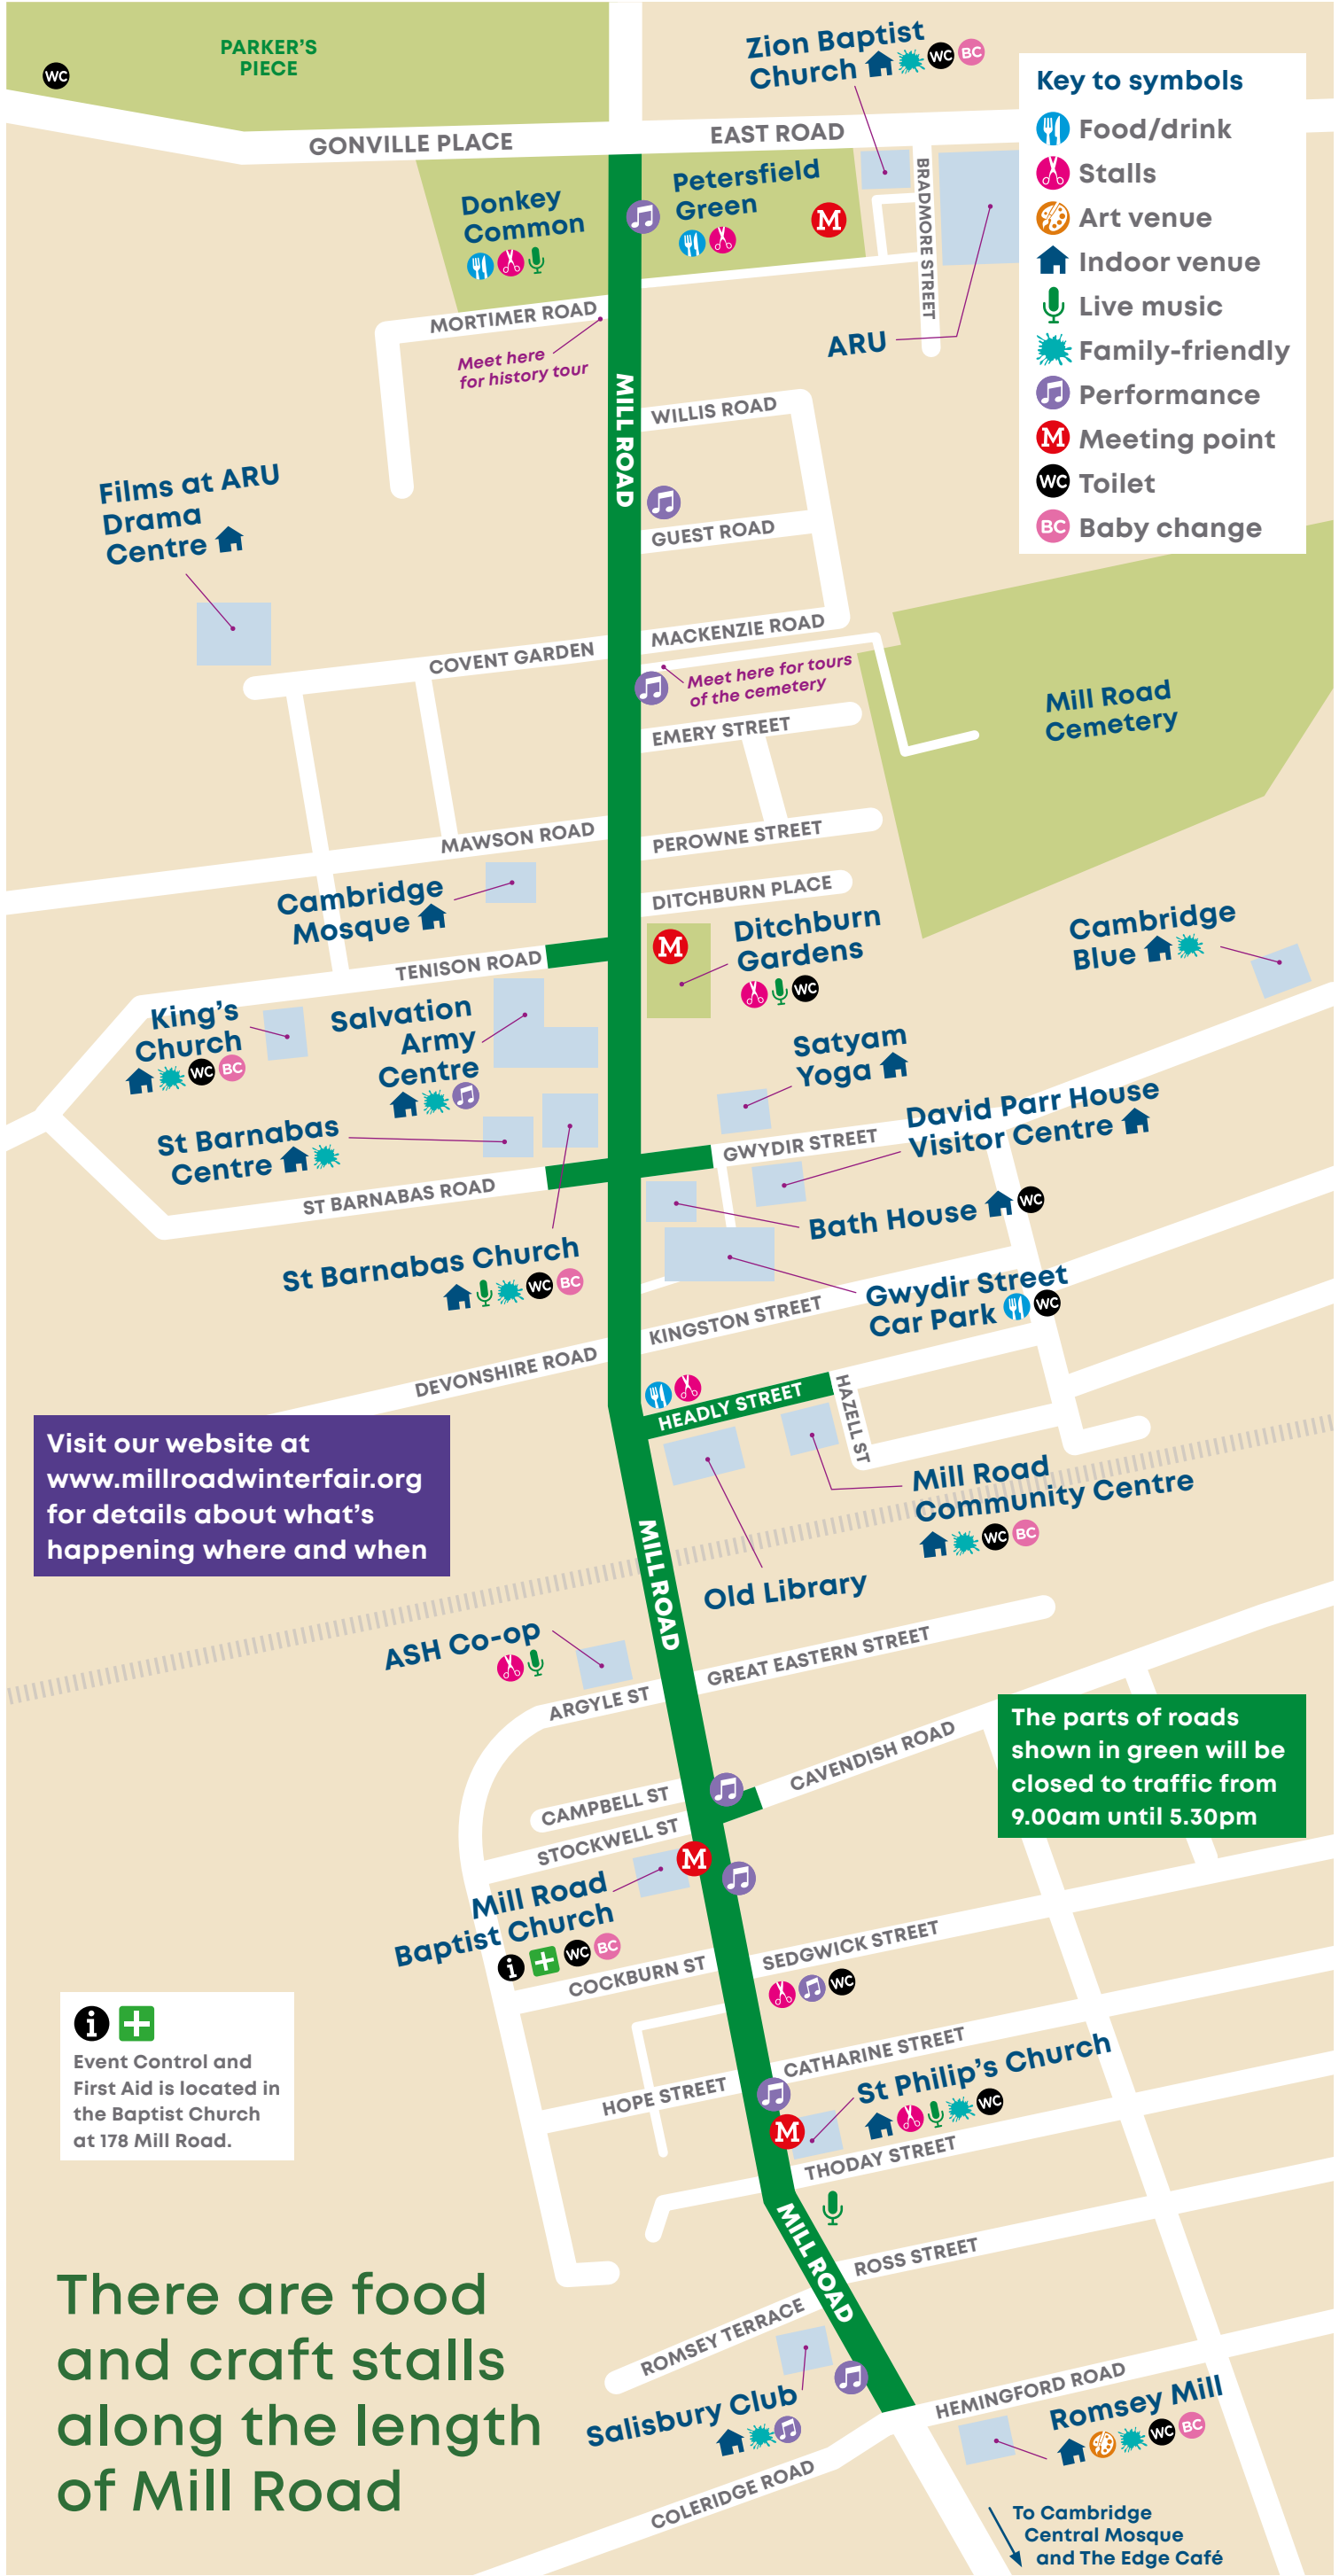 PARKER'S
PIECE
WC
Zion Baptist
Church WC BC
Key to symbols
Food/drink
Stalls
Art venue
Indoor venue
Live music
Family-friendly
Performance
M Meeting point
WC Toilet
BC Baby change
GONVILLE PLACE
EAST ROAD
Donkey
Common
Petersfield
Green
M
BRADMORE STREET
ARU
MORTIMER ROAD
Meet here
for history tour
MILL ROAD
WILLIS ROAD
Films at ARU
Drama
Centre
GUEST ROAD
MACKENZIE ROAD
COVENT GARDEN
Meet here for tours
of the cemetery
Mill Road
Cemetery
EMERY STREET
MAWSON ROAD
PEROWNE STREET
Cambridge
Mosque
DITCHBURN PLACE
M
Ditchburn
Gardens
WC
Cambridge
Blue
TENISON ROAD
King's
Church
WC BC
Salvation
Army
Centre
Satyam
Yoga
David Parr House
Visitor Centre
St Barnabas
Centre
GWYDIR STREET
ST BARNABAS ROAD
Bath House WC
St Barnabas Church
WC BC
Gwydir Street
Car Park WC
KINGSTON STREET
DEVONSHIRE ROAD
HEADLY STREET
HAZELL ST
Visit our website at
www.millroadwinterfair.org
for details about what's
happening where and when
Mill Road
Community Centre
WC BC
MILL ROAD
Old Library
ASH Co-op
GREAT EASTERN STREET
ARGYLE ST
The parts of roads
shown in green will be
closed to traffic from
9.00am until 5.30pm
CAVENDISH ROAD
CAMPBELL ST
STOCKWELL ST
M
Mill Road
Baptist Church
i WC BC
SEDGWICK STREET
WC
COCKBURN ST
i
Event Control and
First Aid is located in
the Baptist Church
at 178 Mill Road.
CATHARINE STREET
HOPE STREET
St Philip's Church
WC
M
THODAY STREET
MILL ROAD
ROSS STREET
There are food
and craft stalls
along the length
of Mill Road
ROMSEY TERRACE
Salisbury Club
HEMINGFORD ROAD
Romsey Mill
WC BC
COLERIDGE ROAD
To Cambridge
Central Mosque
and The Edge Café